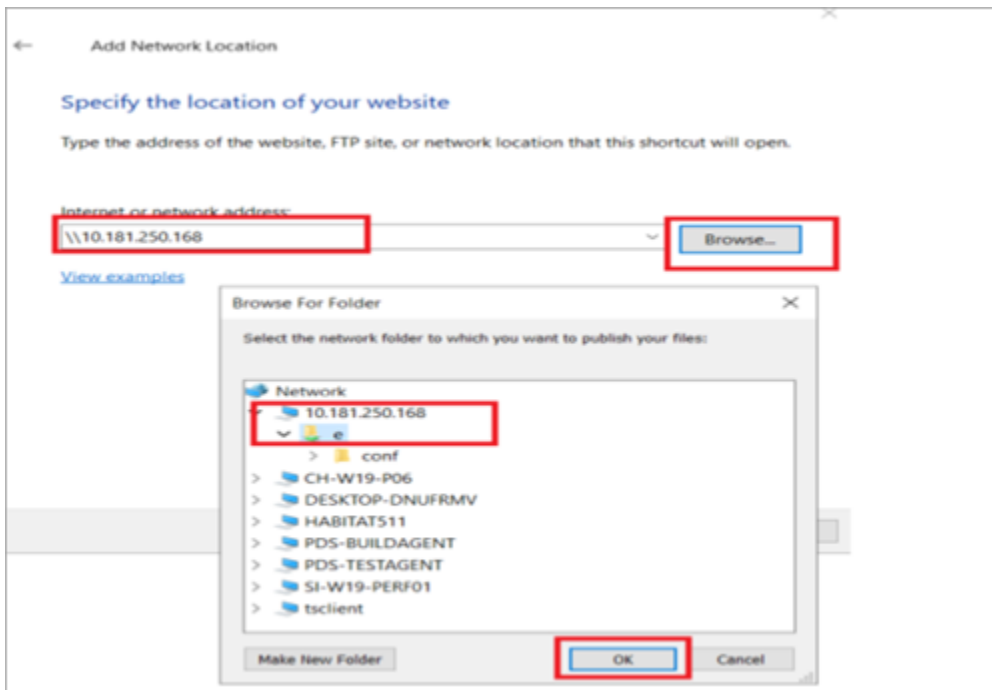 Add Network Location
Specify the location of your website
Type the address of the website, FTP site, or network location that this shortcut will open.
Internet or network address:
\\10.181.250.168
Browse...
View examples
Browse For Folder
Select the network folder to which you want to publish your files:
Network
10.181.250.168
e
conf
CH-W19-P06
DESKTOP-DNUFRMV
HABITAT511
PDS-BUILDAGENT
PDS-TESTAGENT
SI-W19-PERF01
tsclient
Make New Folder
OK
Cancel